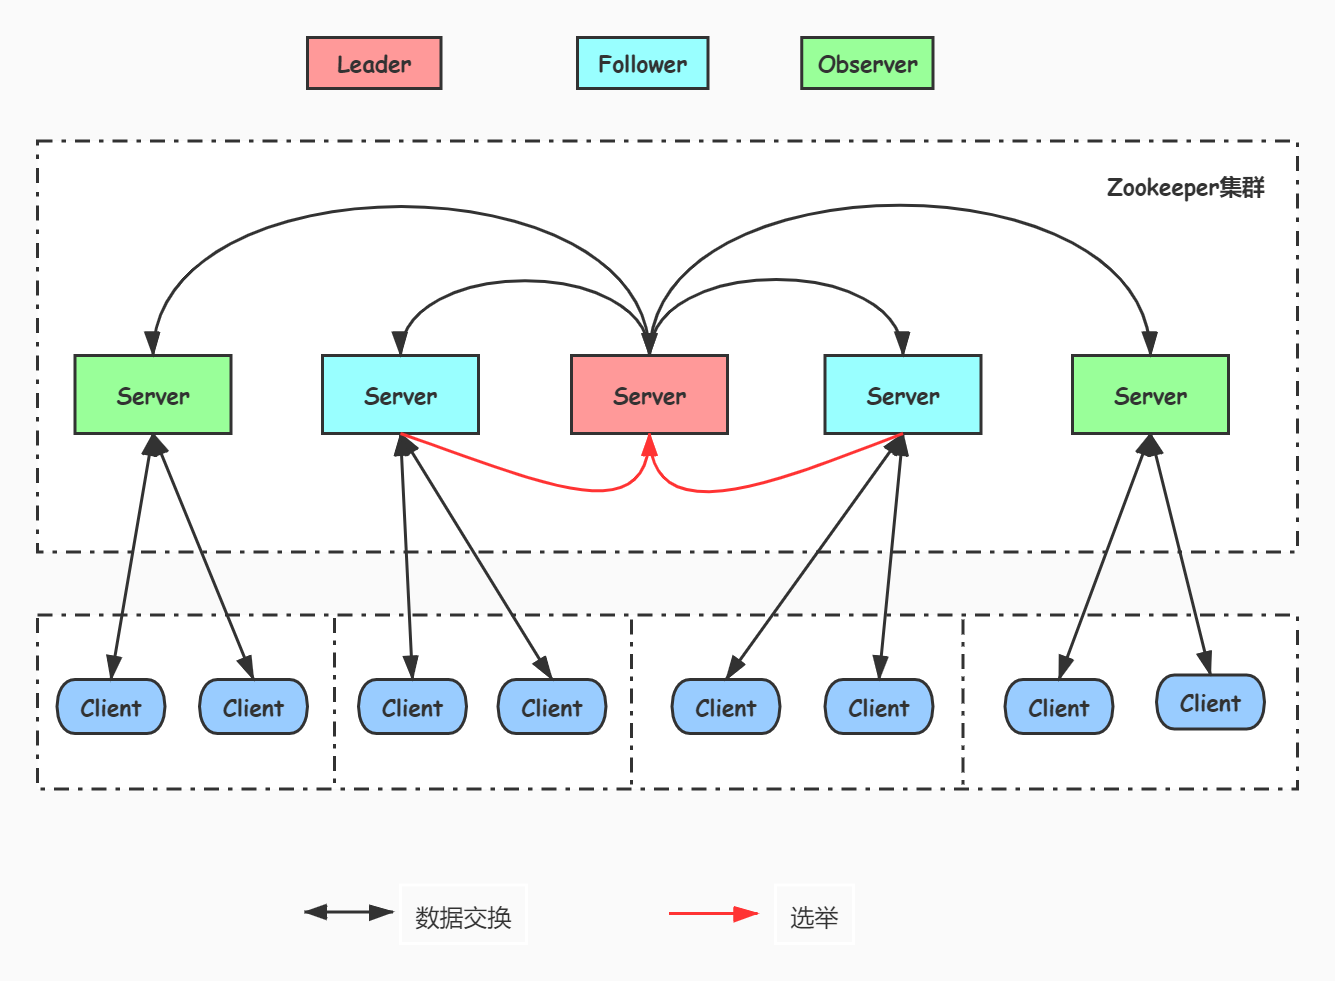 Leader
Follower
Observer
Zookeeper集群
Server
Server
Server
Server
Server
Client
Client
Client
Client
Client
Client
Client
Client
数据交换
选举